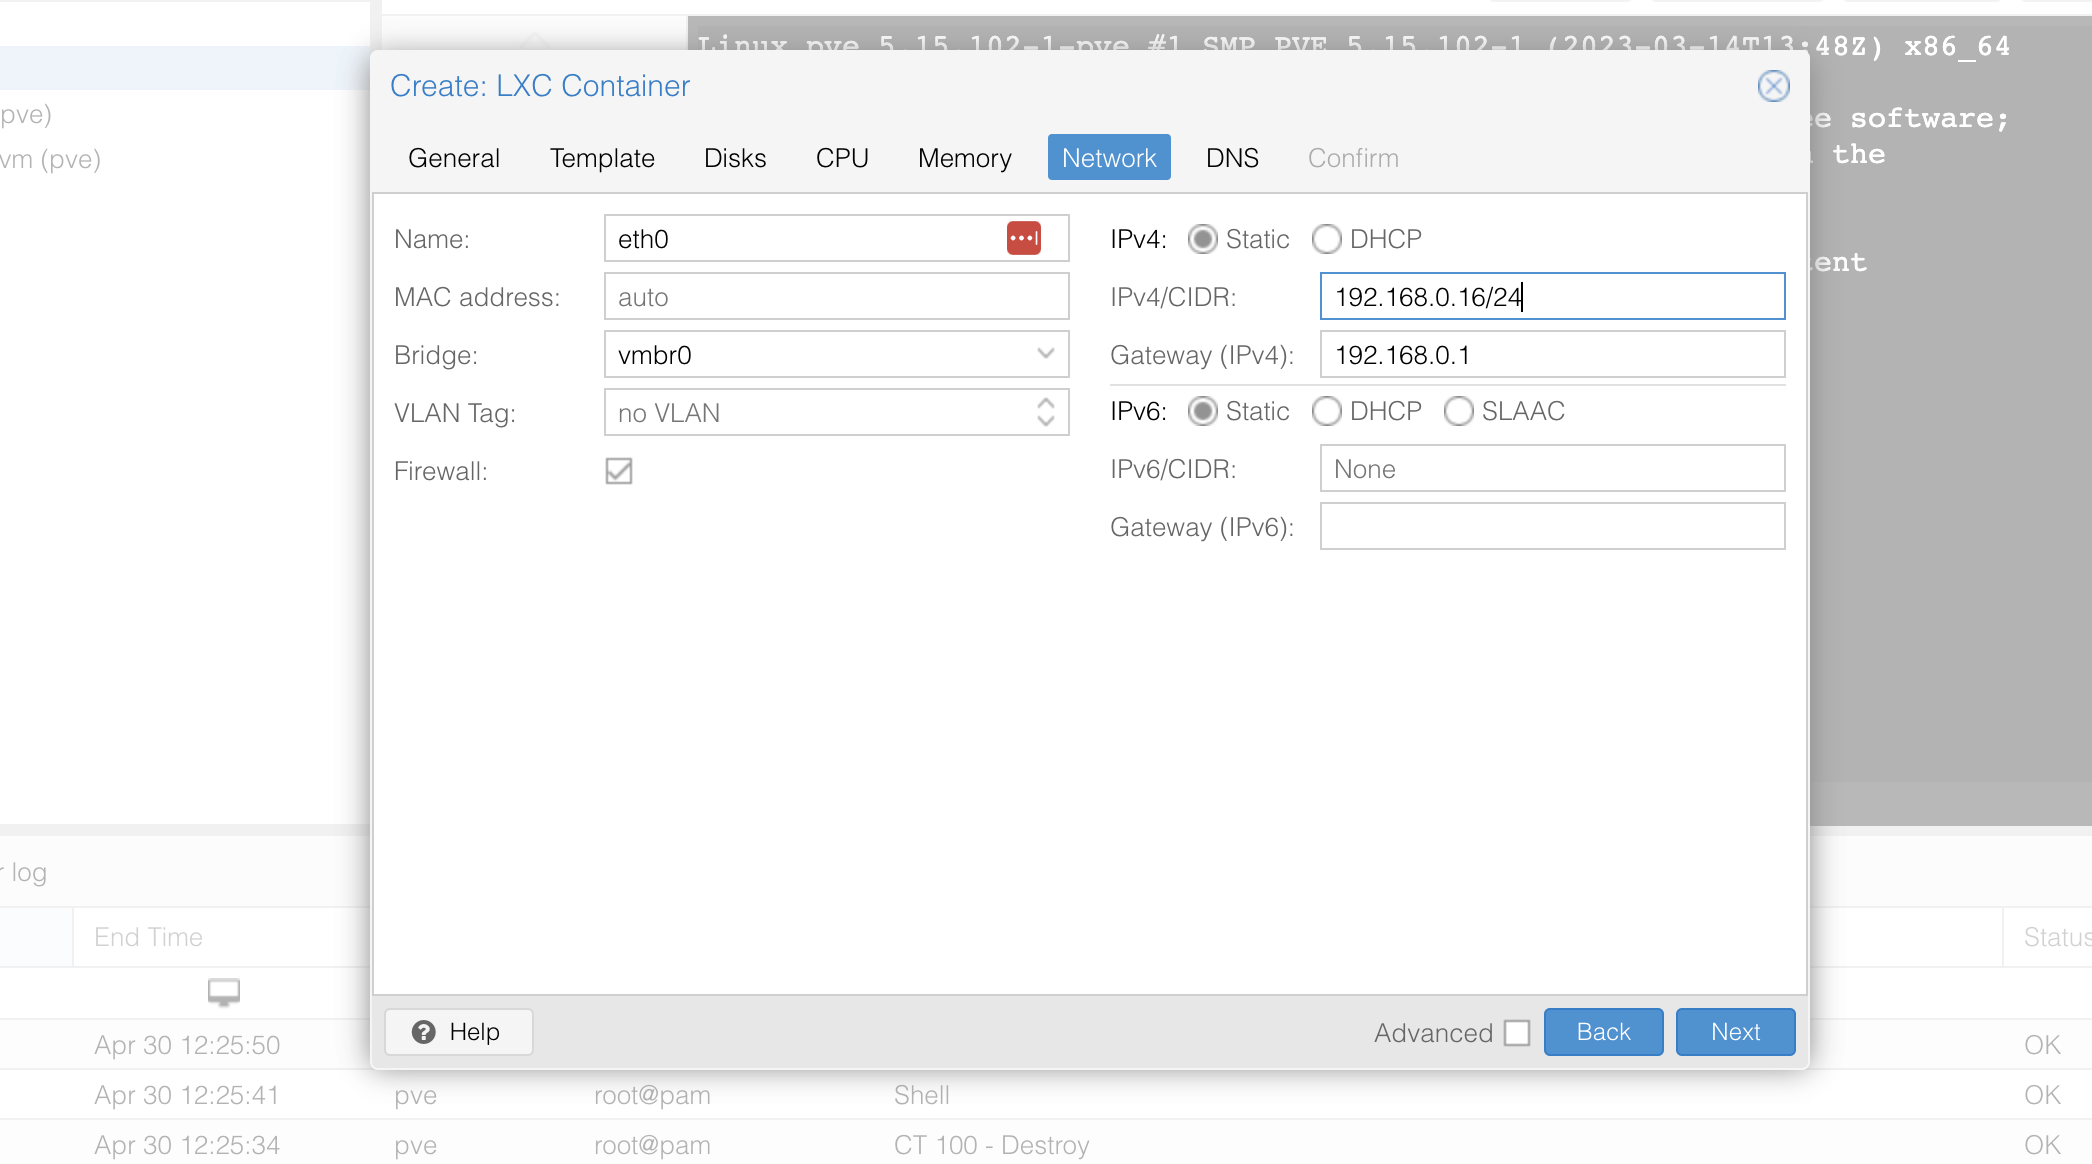 Linux pve 5.15.102-1-pve #1 SMP PVE 5.15.102-1 (2023-03-14T13:48Z) x86_64
pve)
vm (pve)
software;
the
Create: LXC Container
General Template Disks CPU Memory Network DNS Confirm
Name: eth0
MAC address: auto
Bridge: vmbr0
VLAN Tag: no VLAN
Firewall:
IPv4: Static DHCP
IPv4/CIDR: 192.168.0.16/24
Gateway (IPv4): 192.168.0.1
IPv6: Static DHCP SLAAC
IPv6/CIDR: None
Gateway (IPv6):
Help Advanced Back Next
log
End Time Status
Apr 30 12:25:50 OK
Apr 30 12:25:41 pve root@pam Shell OK
Apr 30 12:25:34 pve root@pam CT 100 - Destroy OK